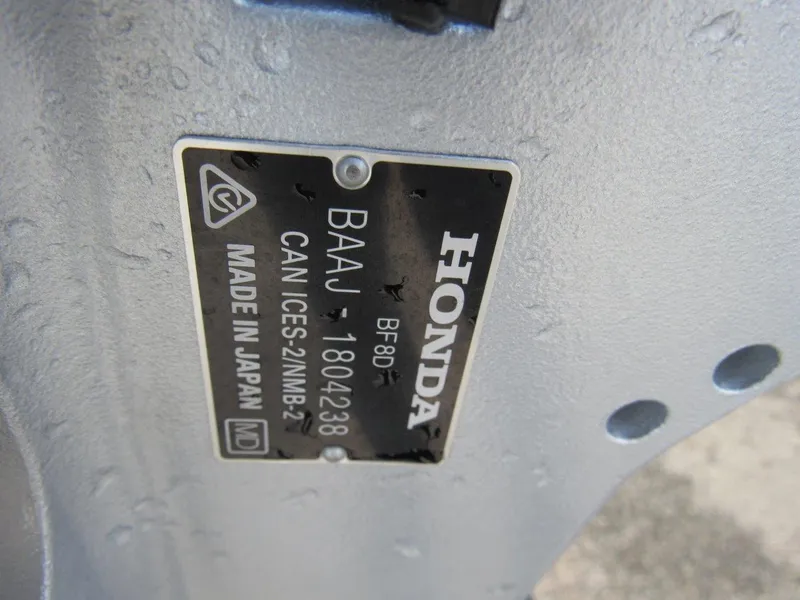 HONDA
BF8D
BAAJ-1804238
CAN ICES-2/NMB-2
MADE IN JAPAN
MD